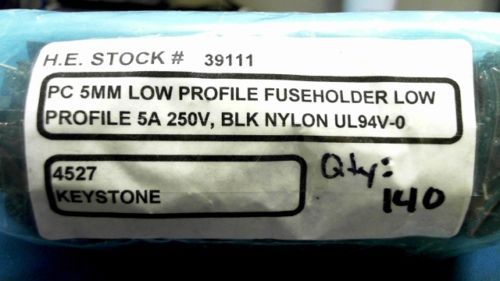 H.E. STOCK # 39111
PC 5MM LOW PROFILE FUSEHOLDER LOW
PROFILE 5A 250V, BLK NYLON UL94V-0
4527
KEYSTONE
Qty:
140